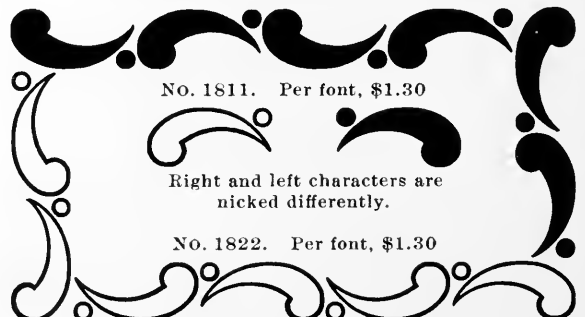 No. 1811. Per font, $1.30
Right and left characters are
nicked differently.
No. 1822. Per font, $1.30